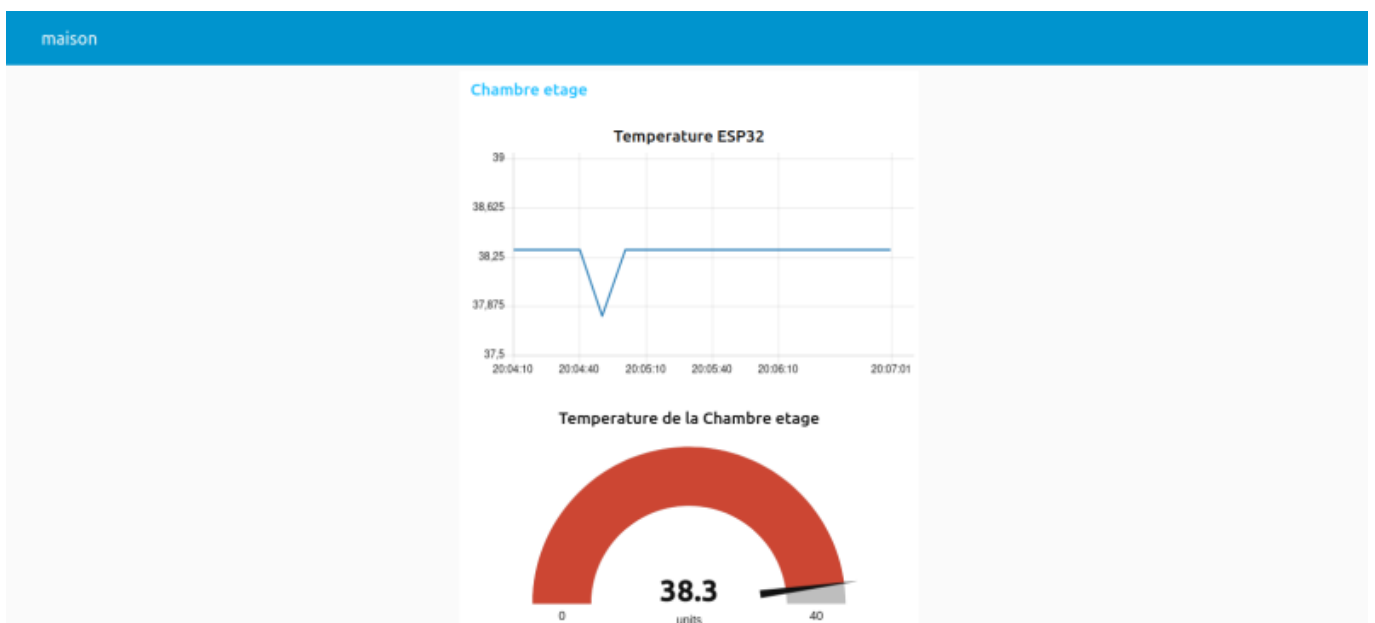 maison
Chambre etage
Temperature ESP32
39
38,625
38,25
37,875
37,5
20:04:10 20:04:40 20:05:10 20:05:40 20:06:10 20:07:01
Temperature de la Chambre etage
38.3
0 units 40